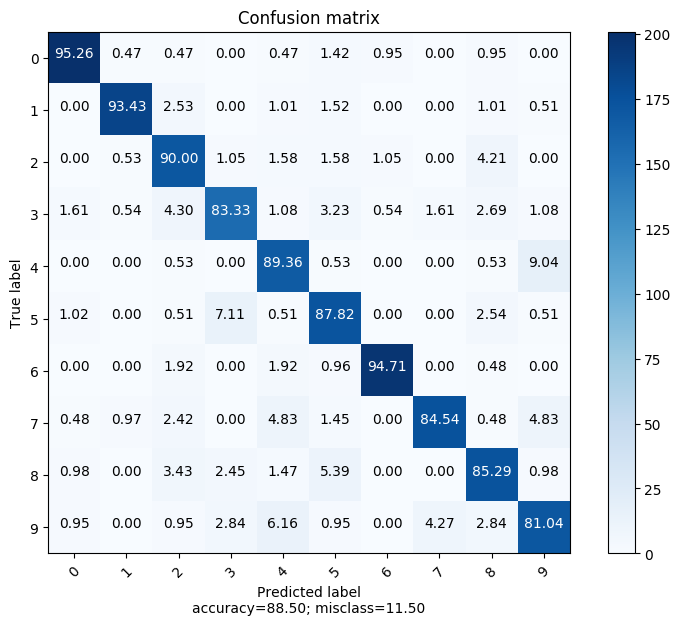 Confusion matrix
0 95.26 0.47 0.47 0.00 0.47 1.42 0.95 0.00 0.95 0.00
1 0.00 93.43 2.53 0.00 1.01 1.52 0.00 0.00 1.01 0.51
2 0.00 0.53 90.00 1.05 1.58 1.58 1.05 0.00 4.21 0.00
3 1.61 0.54 4.30 83.33 1.08 3.23 0.54 1.61 2.69 1.08
4 0.00 0.00 0.53 0.00 89.36 0.53 0.00 0.00 0.53 9.04
5 1.02 0.00 0.51 7.11 0.51 87.82 0.00 0.00 2.54 0.51
6 0.00 0.00 1.92 0.00 1.92 0.96 94.71 0.00 0.48 0.00
7 0.48 0.97 2.42 0.00 4.83 1.45 0.00 84.54 0.48 4.83
8 0.98 0.00 3.43 2.45 1.47 5.39 0.00 0.00 85.29 0.98
9 0.95 0.00 0.95 2.84 6.16 0.95 0.00 4.27 2.84 81.04
0 1 2 3 4 5 6 7 8 9
True label
Predicted label
accuracy=88.50; misclass=11.50
200
175
150
125
100
75
50
25
0